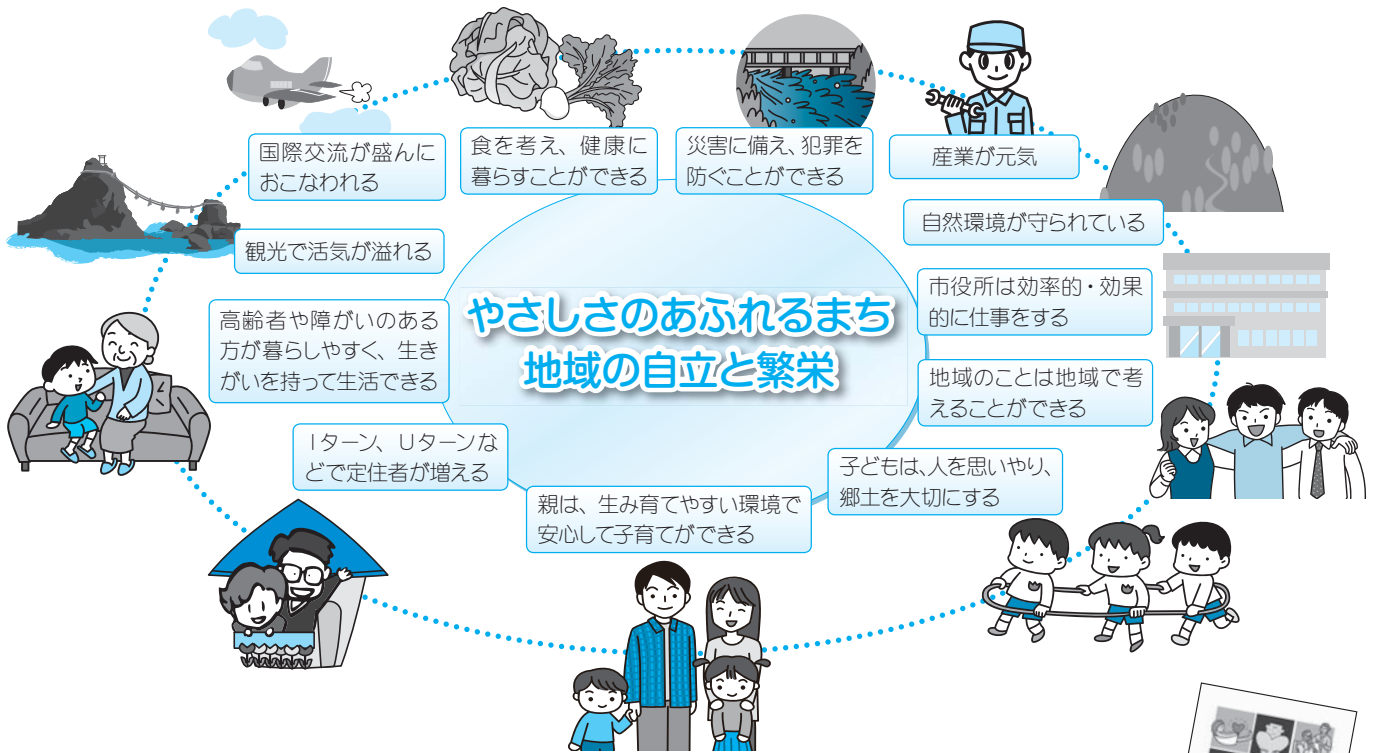 国際交流が盛んに
おこなわれる
食を考え、健康に
暮らすことができる
災害に備え、犯罪を
防ぐことができる
産業が元気
自然環境が守られている
観光で活気が溢れる
市役所は効率的・効果
的に仕事をする
やさしさのあふれるまち
地域の自立と繁栄
高齢者や障がいのある
方が暮らしやすく、生き
がいを持って生活できる
地域のことは地域で考
えることができる
Iターン、Uターンな
どで定住者が増える
子どもは、人を思いやり、
郷土を大切にする
親は、生み育てやすい環境で
安心して子育てができる